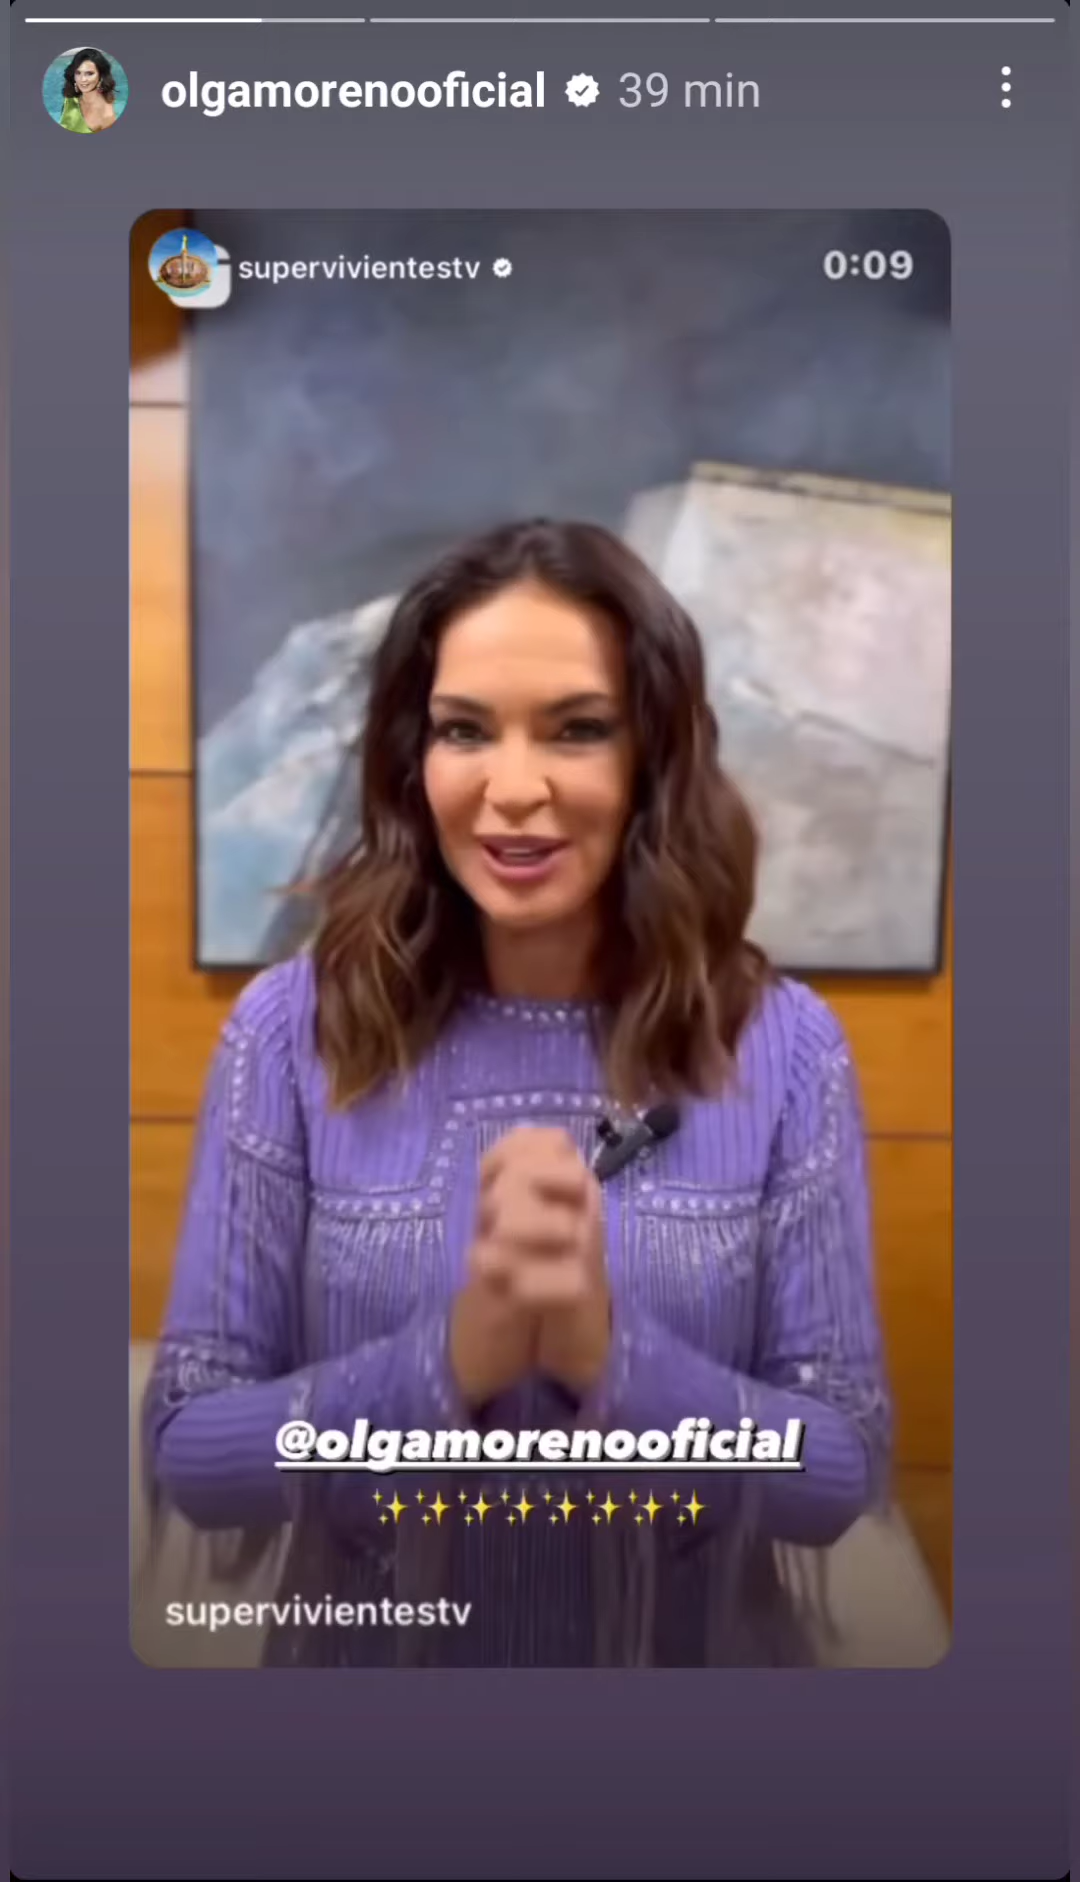 olgamorenooficial 39 min
supervivientestv 0:09
@olgamorenooficial
✨✨✨✨✨✨✨✨
supervivientestv